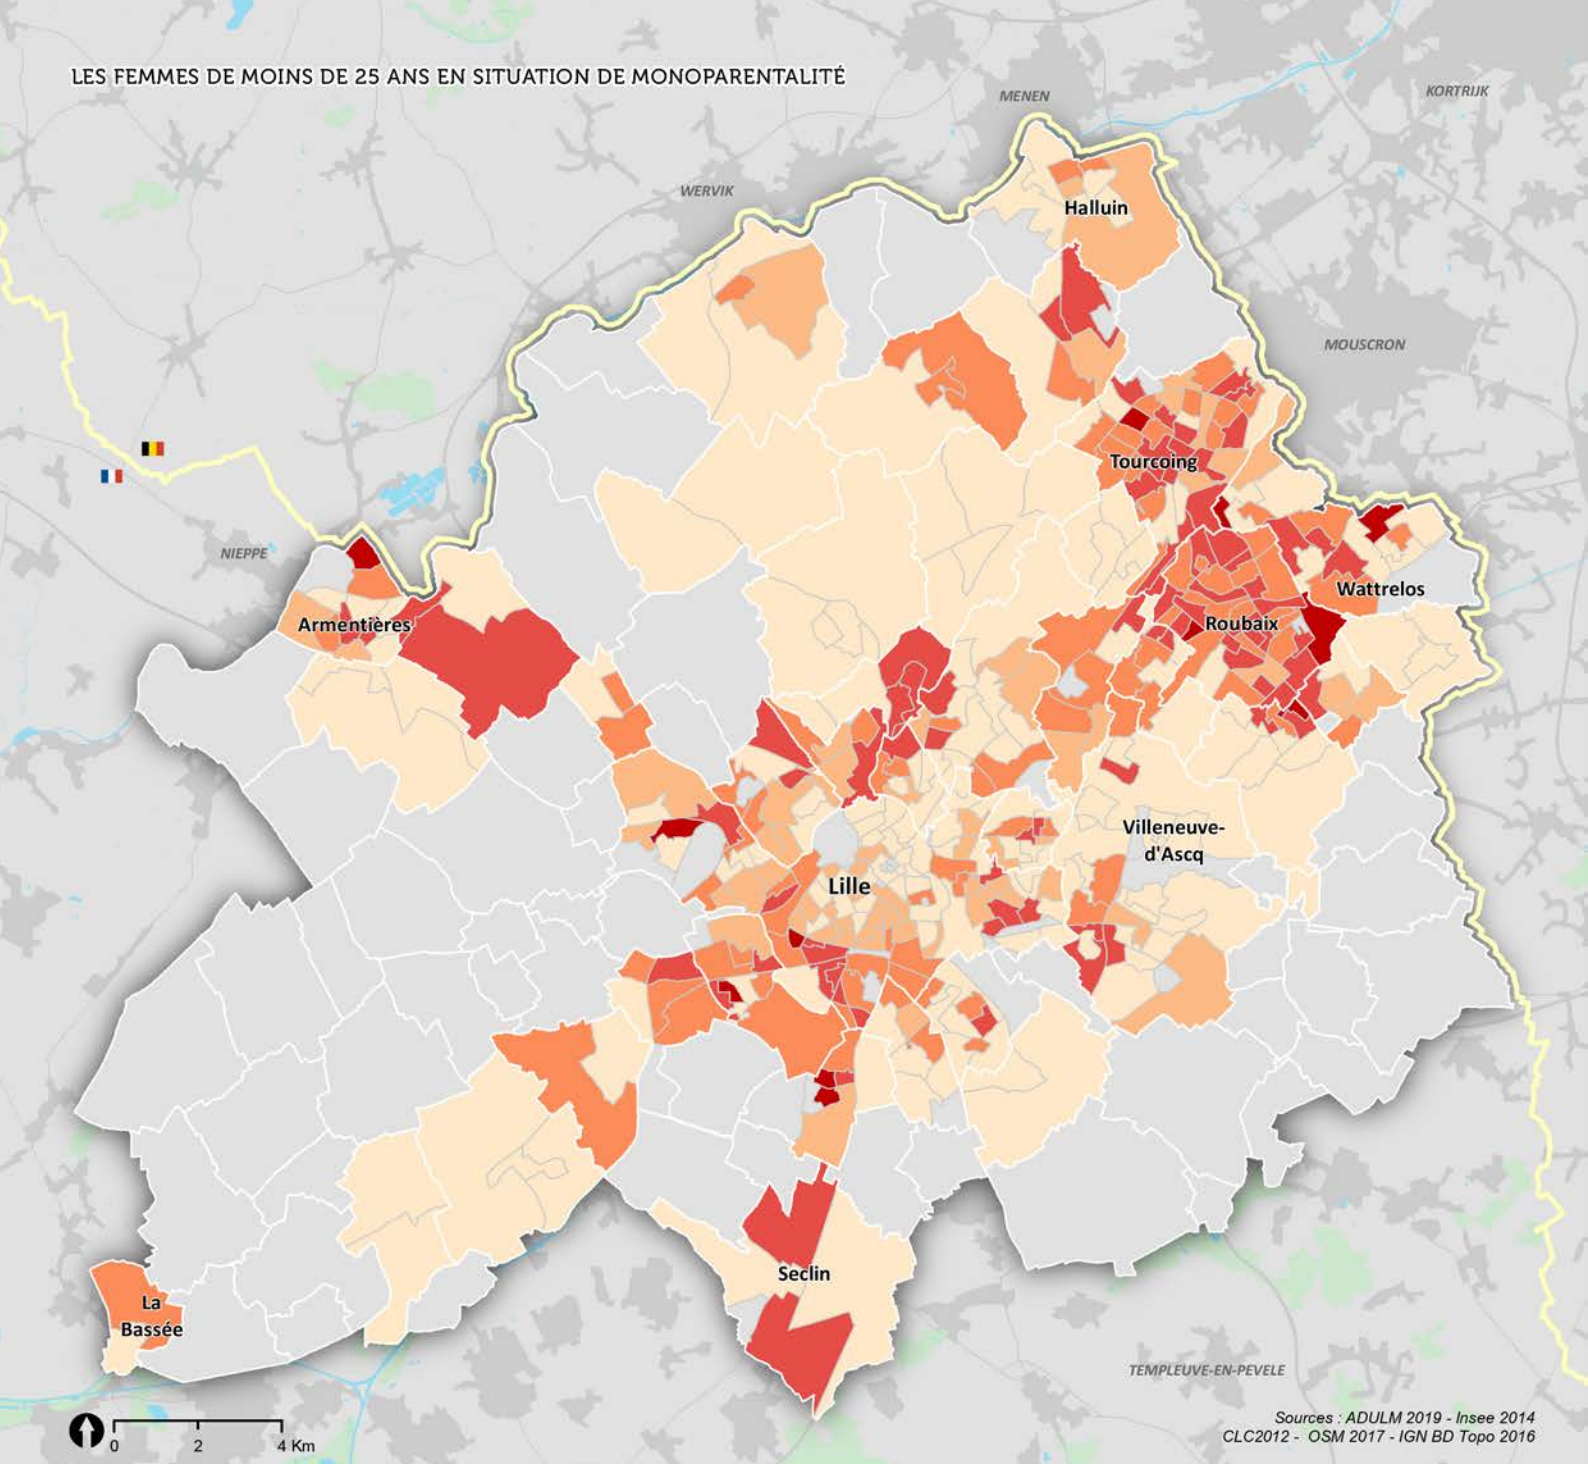 LES FEMMES DE MOINS DE 25 ANS EN SITUATION DE MONOPARENTALITÉ
KORTRIJK
MENEN
WERVIK
Halluin
MOUSCRON
Tourcoing
NIEPPE
Wattrelos
Armentières
Roubaix
Villeneuve-
d'Ascq
Lille
Seclin
La
Bassée
TEMPLEUVE-EN-PEVELE
0 2 4 Km
Sources : ADULM 2019 - Insee 2014
CLC2012 - OSM 2017 - IGN BD Topo 2016